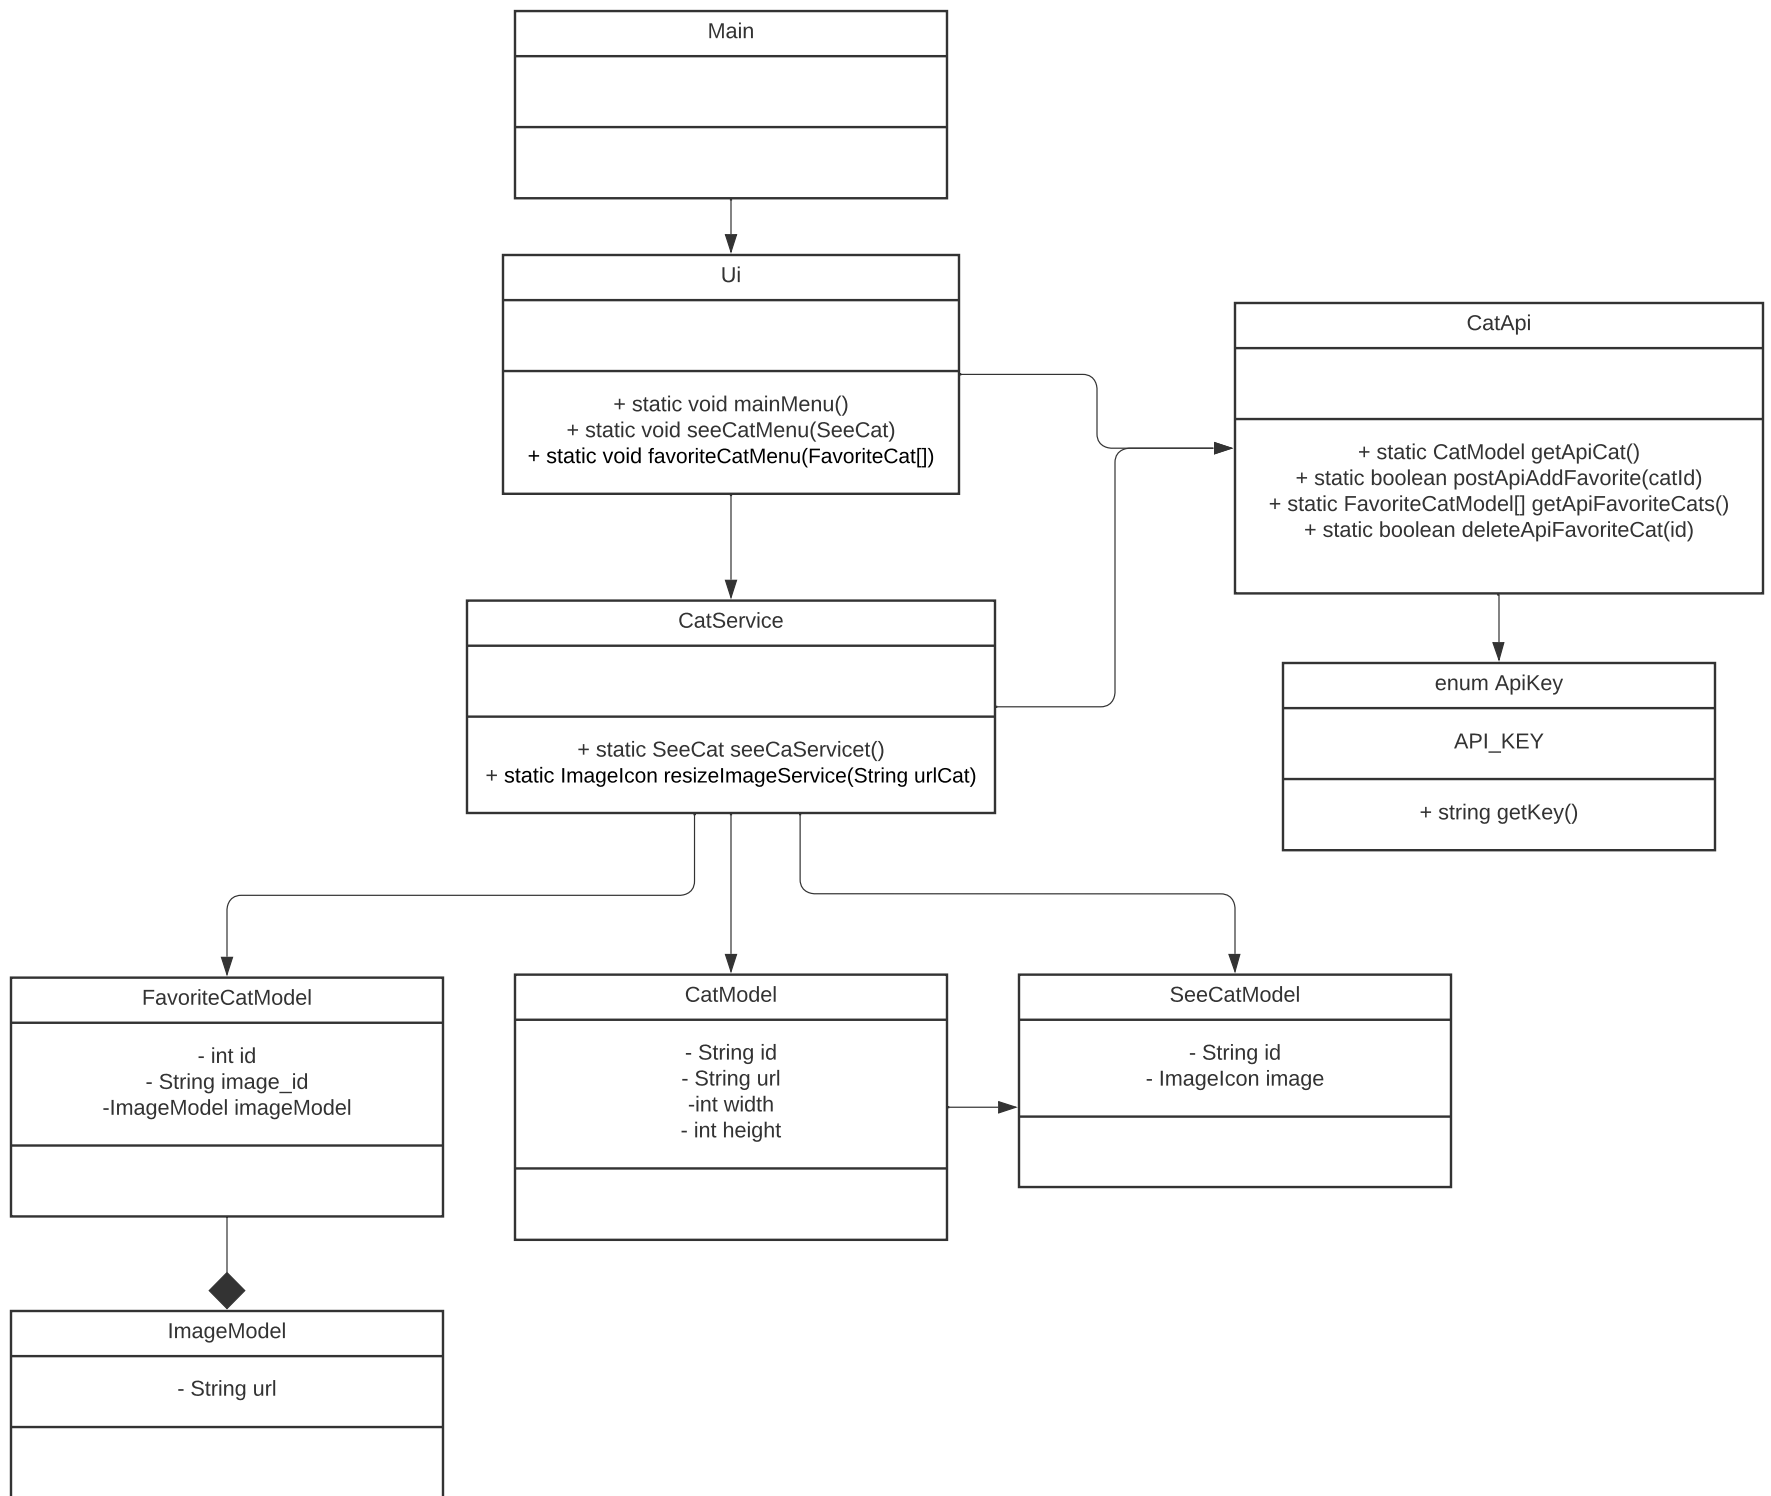 Main
Ui
+ static void mainMenu()
+ static void seeCatMenu(SeeCat)
+ static void favoriteCatMenu(FavoriteCat[])
CatApi
+ static CatModel getApiCat()
+ static boolean postApiAddFavorite(catId)
+ static FavoriteCatModel[] getApiFavoriteCats()
+ static boolean deleteApiFavoriteCat(id)
CatService
+ static SeeCat seeCaServicet()
+ static ImageIcon resizeImageService(String urlCat)
enum ApiKey
API_KEY
+ string getKey()
FavoriteCatModel
- int id
- String image_id
-ImageModel imageModel
CatModel
- String id
- String url
-int width
- int height
SeeCatModel
- String id
- ImageIcon image
ImageModel
- String url